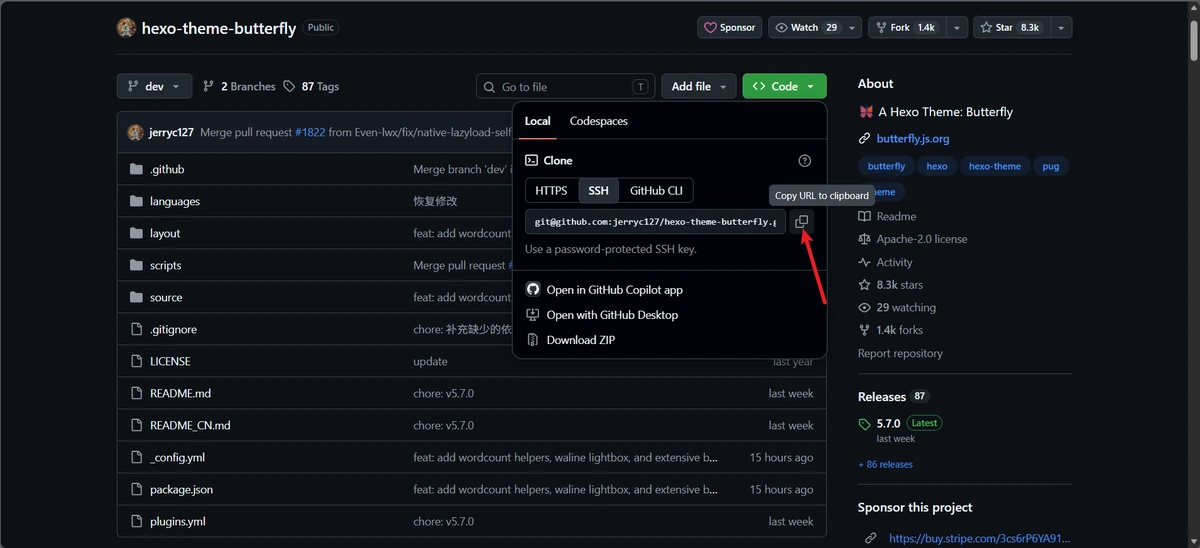 hexo-theme-butterfly Public
Sponsor Watch 29 Fork 1.4k Star 8.3k
dev 2 Branches 87 Tags Go to file T Add file Code
jerryc127 Merge pull request #1822 from Even-lwx/fix/native-lazyload-self
.github Merge branch 'dev' i
languages 恢复修改
layout feat: add wordcount
scripts Merge pull request #
source feat: add wordcount
.gitignore chore: 补充缺少的依
LICENSE update last year
README.md chore: v5.7.0 last week
README_CN.md chore: v5.7.0 last week
_config.yml feat: add wordcount helpers, waline lightbox, and extensive b... 15 hours ago
package.json feat: add wordcount helpers, waline lightbox, and extensive b... 15 hours ago
plugins.yml chore: v5.7.0 last week
Local Codespaces
Clone
HTTPS SSH GitHub CLI
Copy URL to clipboard
git@github.com:jerryc127/hexo-theme-butterfly.g
Use a password-protected SSH key.
Open in GitHub Copilot app
Open with GitHub Desktop
Download ZIP
About
A Hexo Theme: Butterfly
butterfly.js.org
butterfly hexo hexo-theme pug
heme
Readme
Apache-2.0 license
Activity
8.3k stars
29 watching
1.4k forks
Report repository
Releases 87
5.7.0 Latest
last week
+ 86 releases
Sponsor this project
https://buy.stripe.com/3cs6rP6YA91...